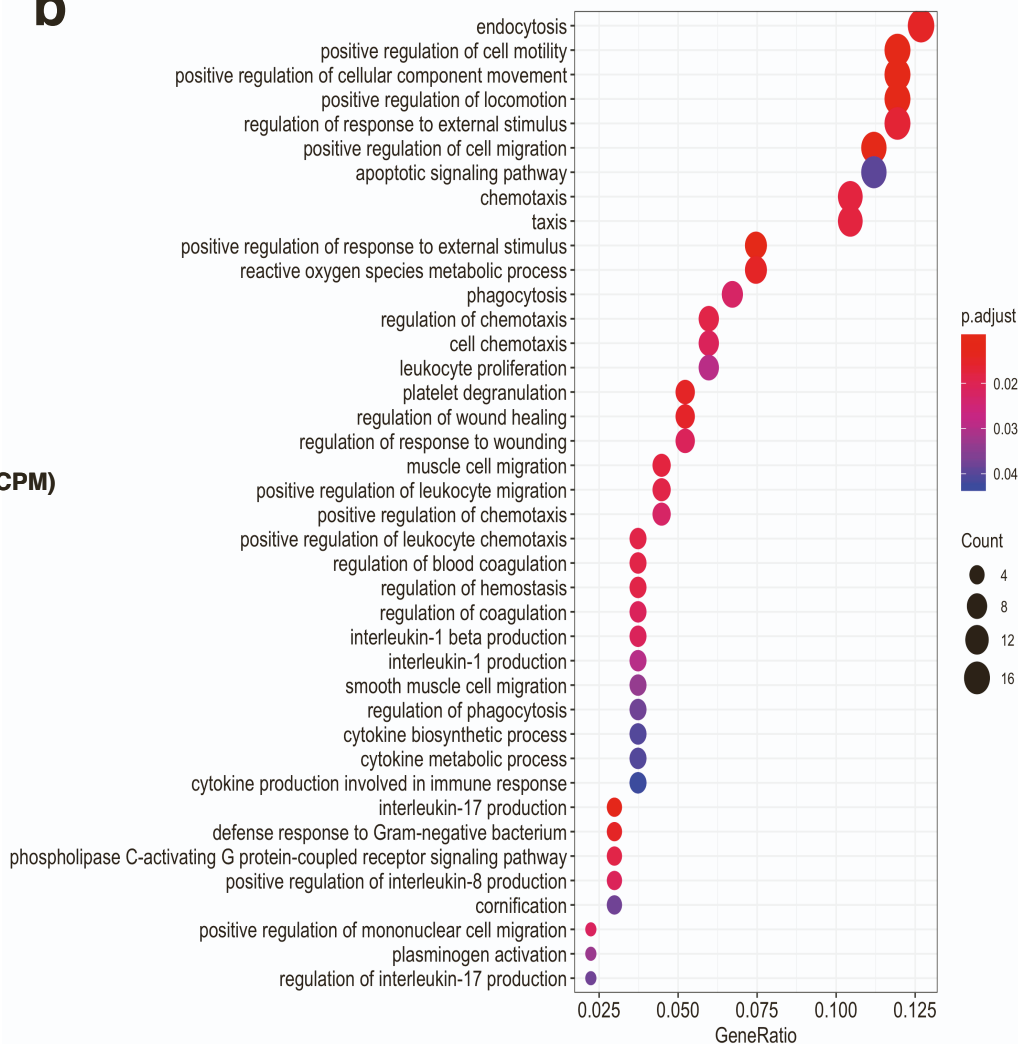 b
endocytosis
positive regulation of cell motility
positive regulation of cellular component movement
positive regulation of locomotion
regulation of response to external stimulus
positive regulation of cell migration
apoptotic signaling pathway
chemotaxis
taxis
positive regulation of response to external stimulus
reactive oxygen species metabolic process
phagocytosis
regulation of chemotaxis
cell chemotaxis
leukocyte proliferation
platelet degranulation
regulation of wound healing
regulation of response to wounding
muscle cell migration
positive regulation of leukocyte migration
positive regulation of chemotaxis
positive regulation of leukocyte chemotaxis
regulation of blood coagulation
regulation of hemostasis
regulation of coagulation
interleukin-1 beta production
interleukin-1 production
smooth muscle cell migration
regulation of phagocytosis
cytokine biosynthetic process
cytokine metabolic process
cytokine production involved in immune response
interleukin-17 production
defense response to Gram-negative bacterium
phospholipase C-activating G protein-coupled receptor signaling pathway
positive regulation of interleukin-8 production
cornification
positive regulation of mononuclear cell migration
plasminogen activation
regulation of interleukin-17 production
0.025 0.050 0.075 0.100 0.125
GeneRatio
CPM)
p.adjust
0.02
0.03
0.04
Count
4
8
12
16